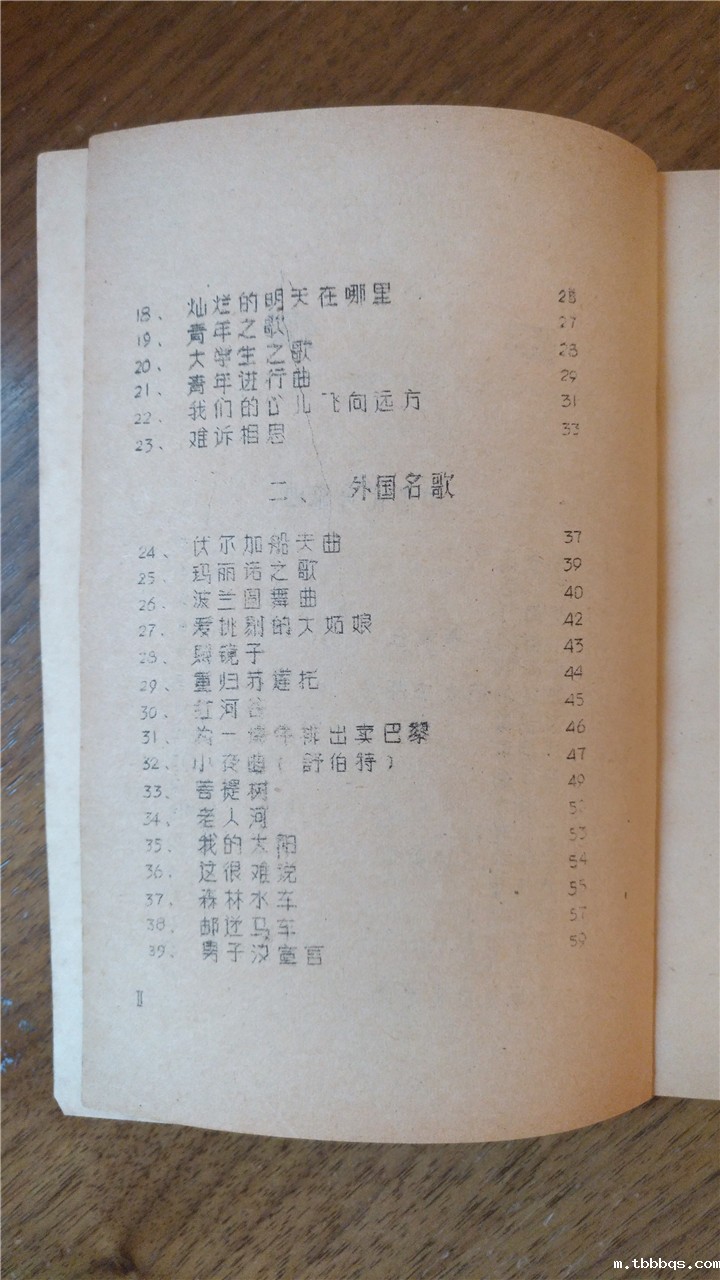 18、 灿烂的明天在哪里 26
19、 青年之歌 27
20、 大学生之歌 28
21、 青年进行曲 29
22、 我们的心儿飞向远方 31
23、 难诉相思 33
二、 外国名歌
24、 伏尔加船夫曲 37
25、 玛丽诺之歌 39
26、 波兰圆舞曲 40
27、 爱挑剔的大姑娘 42
28、 照镜子 43
29、 重归苏莲托 44
30、 红河谷 45
31、 为一 出卖巴黎 46
32、 小夜曲（舒伯特） 47
33、 菩提树 49
34、 老人河
35、 我的太阳 53
36、 这很难说 54
37、 森林水车 55
38、 邮递马车 57
39、 男子汉宣言 59
Ⅱ
m.tbbbqs.com